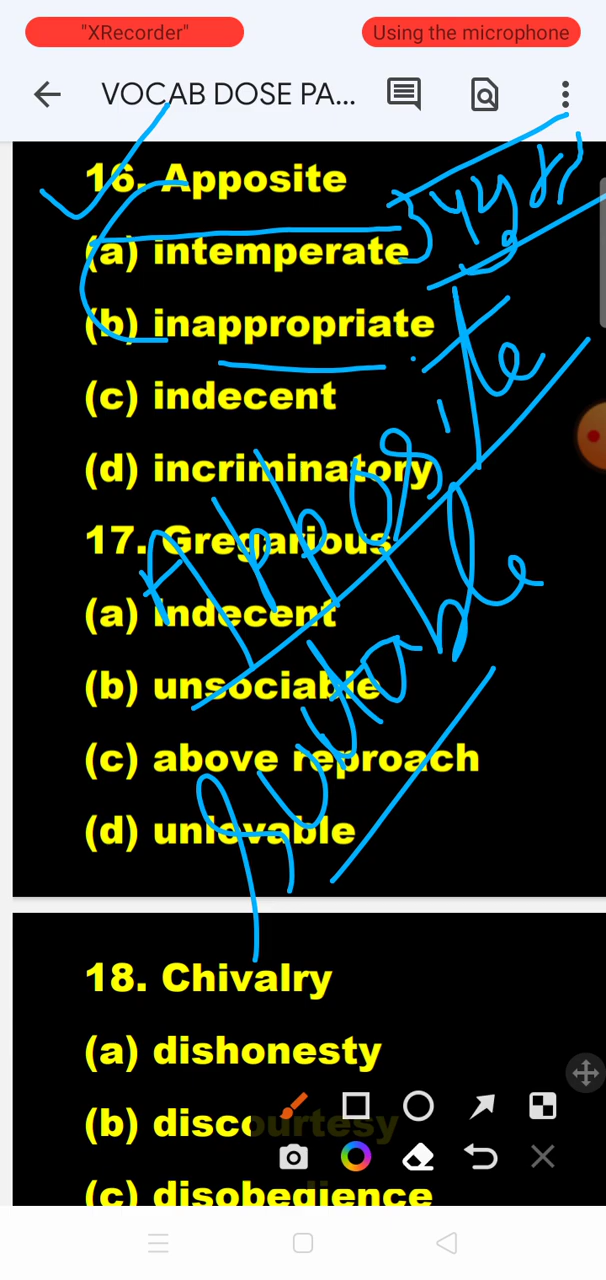 "XRecorder"
Using the microphone
VOCAB DOSE PA...
16. Apposite
(a) intemperate
(b) inappropriate
(c) indecent
(d) incriminatory
17. Gregarious
(a) indecent
(b) unsociable
(c) above reproach
(d) unlovable
Apposite
Suitable
18. Chivalry
(a) dishonesty
(b) discourtesy
(c) disobedience